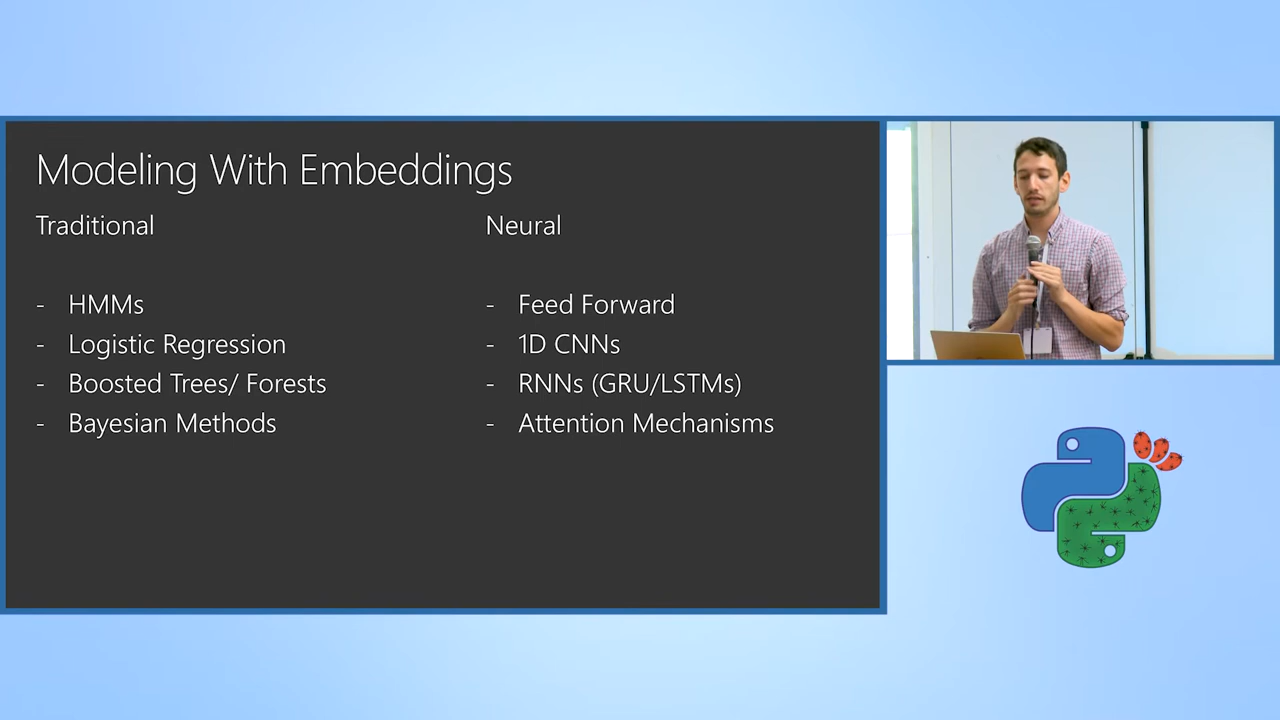 Modeling With Embeddings
Traditional
- HMMs
- Logistic Regression
- Boosted Trees/ Forests
- Bayesian Methods
Neural
- Feed Forward
- 1D CNNs
- RNNs (GRU/LSTMs)
- Attention Mechanisms